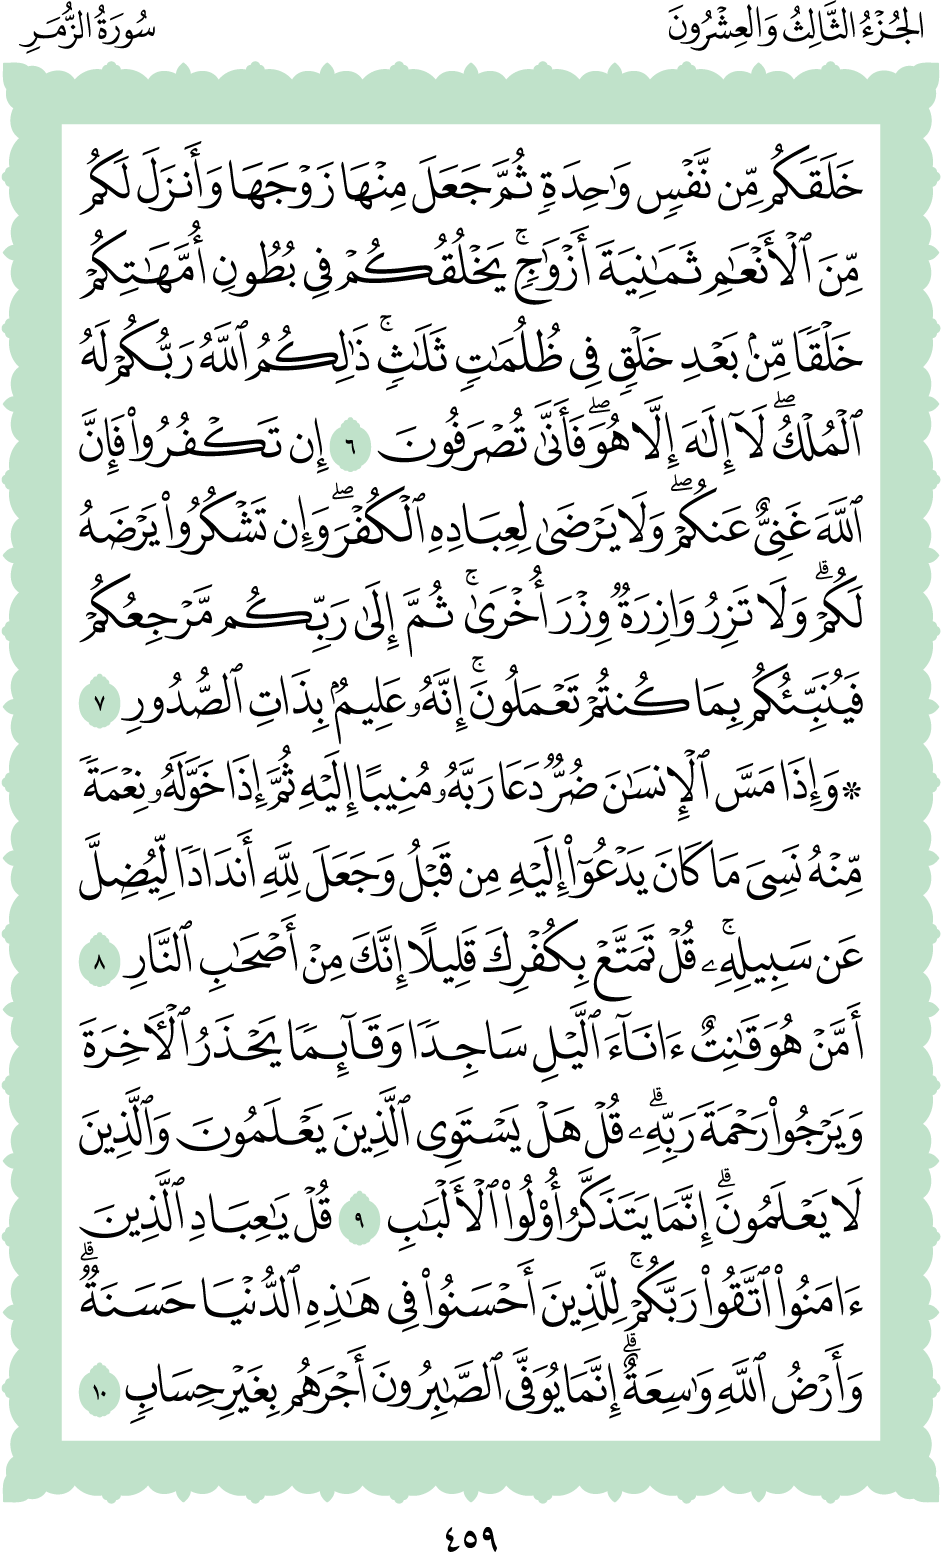 الجُزْءُ الثَّالِثُ وَالْعِشْرُونَ
سُورَةُ الزُّمَرِ
خَلَقَكُم مِّن نَّفۡسٖ وَٰحِدَةٖ ثُمَّ جَعَلَ مِنۡهَا زَوۡجَهَا وَأَنزَلَ لَكُم
مِّنَ ٱلۡأَنۡعَٰمِ ثَمَٰنِيَةَ أَزۡوَٰجٖۚ يَخۡلُقُكُمۡ فِي بُطُونِ أُمَّهَٰتِكُمۡ
خَلۡقٗا مِّنۢ بَعۡدِ خَلۡقٖ فِي ظُلُمَٰتٖ ثَلَٰثٖۚ ذَٰلِكُمُ ٱللَّهُ رَبُّكُمۡ لَهُ
ٱلۡمُلۡكُۖ لَآ إِلَٰهَ إِلَّا هُوَۖ فَأَنَّىٰ تُصۡرَفُونَ ٦ إِن تَكۡفُرُواْ فَإِنَّ
ٱللَّهَ غَنِيٌّ عَنكُمۡۖ وَلَا يَرۡضَىٰ لِعِبَادِهِ ٱلۡكُفۡرَۖ وَإِن تَشۡكُرُواْ يَرۡضَهُ
لَكُمۡۗ وَلَا تَزِرُ وَازِرَةٞ وِزۡرَ أُخۡرَىٰۚ ثُمَّ إِلَىٰ رَبِّكُم مَّرۡجِعُكُمۡ
فَيُنَبِّئُكُم بِمَا كُنتُمۡ تَعۡمَلُونَۚ إِنَّهُۥ عَلِيمُۢ بِذَاتِ ٱلصُّدُورِ ٧
* وَإِذَا مَسَّ ٱلۡإِنسَٰنَ ضُرّٞ دَعَا رَبَّهُۥ مُنِيبًا إِلَيۡهِ ثُمَّ إِذَا خَوَّلَهُۥ نِعۡمَةٗ
مِّنۡهُ نَسِيَ مَا كَانَ يَدۡعُوٓاْ إِلَيۡهِ مِن قَبۡلُ وَجَعَلَ لِلَّهِ أَندَادٗا لِّيُضِلَّ
عَن سَبِيلِهِۦۚ قُلۡ تَمَتَّعۡ بِكُفۡرِكَ قَلِيلًا إِنَّكَ مِنۡ أَصۡحَٰبِ ٱلنَّارِ ٨
أَمَّنۡ هُوَ قَٰنِتٌ ءَانَآءَ ٱلَّيۡلِ سَاجِدٗا وَقَآئِمٗا يَحۡذَرُ ٱلۡأٓخِرَةَ
وَيَرۡجُواْ رَحۡمَةَ رَبِّهِۦۗ قُلۡ هَلۡ يَسۡتَوِي ٱلَّذِينَ يَعۡلَمُونَ وَٱلَّذِينَ
لَا يَعۡلَمُونَۗ إِنَّمَا يَتَذَكَّرُ أُوْلُواْ ٱلۡأَلۡبَٰبِ ٩ قُلۡ يَٰعِبَادِ ٱلَّذِينَ
ءَامَنُواْ ٱتَّقُواْ رَبَّكُمۡۚ لِلَّذِينَ أَحۡسَنُواْ فِي هَٰذِهِ ٱلدُّنۡيَا حَسَنَةٞۗ
وَأَرۡضُ ٱللَّهِ وَٰسِعَةٌۗ إِنَّمَا يُوَفَّى ٱلصَّٰبِرُونَ أَجۡرَهُم بِغَيۡرِ حِسَابٖ ١٠
٤٥٩